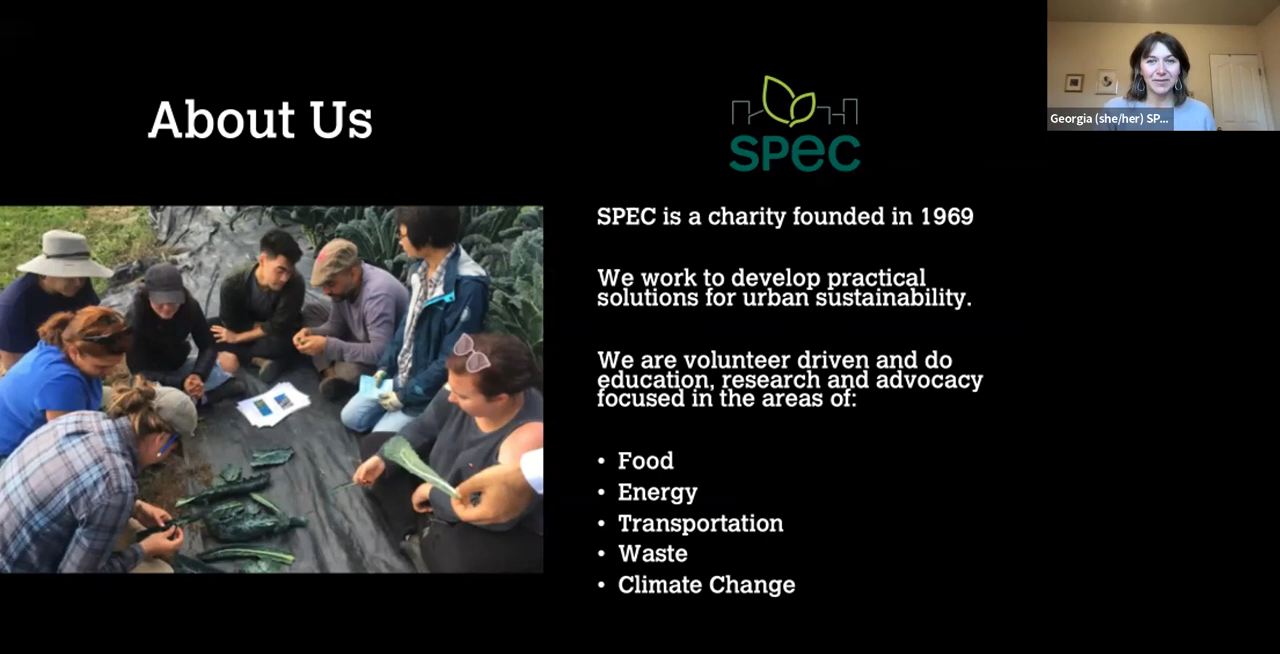 About Us
spec
Georgia (she/her) SP...
SPEC is a charity founded in 1969
We work to develop practical
solutions for urban sustainability.
We are volunteer driven and do
education, research and advocacy
focused in the areas of:
• Food
• Energy
• Transportation
• Waste
• Climate Change